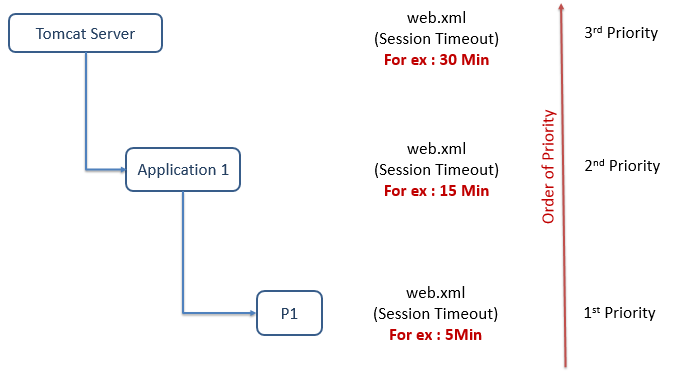 Tomcat Server
web.xml
(Session Timeout)
For ex : 30 Min
3rd Priority
Application 1
web.xml
(Session Timeout)
For ex : 15 Min
2nd Priority
Order of Priority
P1
web.xml
(Session Timeout)
For ex : 5Min
1st Priority